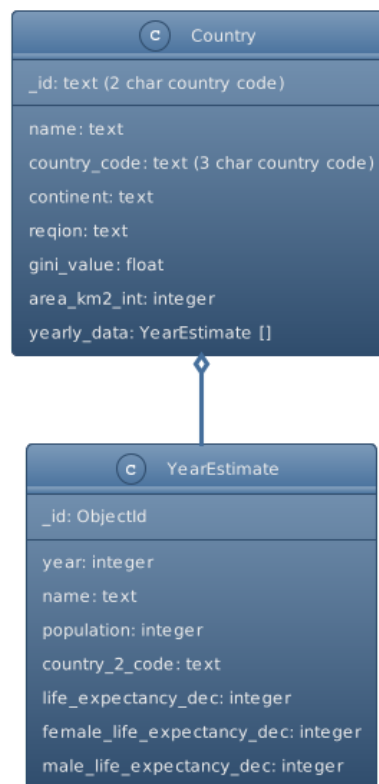 C Country
_id: text (2 char country code)
name: text
country_code: text (3 char country code)
continent: text
reqion: text
gini_value: float
area_km2_int: integer
yearly_data: YearEstimate []
C YearEstimate
_id: ObjectId
year: integer
name: text
population: integer
country_2_code: text
life_expectancy_dec: integer
female_life_expectancy_dec: integer
male_life_expectancy_dec: integer